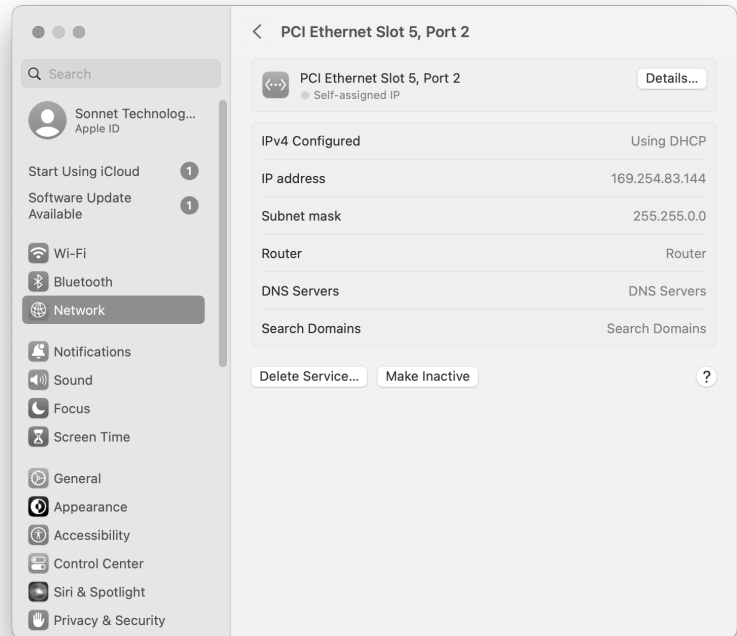 PCI Ethernet Slot 5, Port 2
Search
Sonnet Technolog...
Apple ID
Start Using iCloud 1
Software Update
Available 1
Wi-Fi
Bluetooth
Network
Notifications
Sound
Focus
Screen Time
General
Appearance
Accessibility
Control Center
Siri & Spotlight
Privacy & Security
PCI Ethernet Slot 5, Port 2
Details...
Self-assigned IP
IPv4 Configured Using DHCP
IP address 169.254.83.144
Subnet mask 255.255.0.0
Router Router
DNS Servers DNS Servers
Search Domains Search Domains
Delete Service... Make Inactive ?